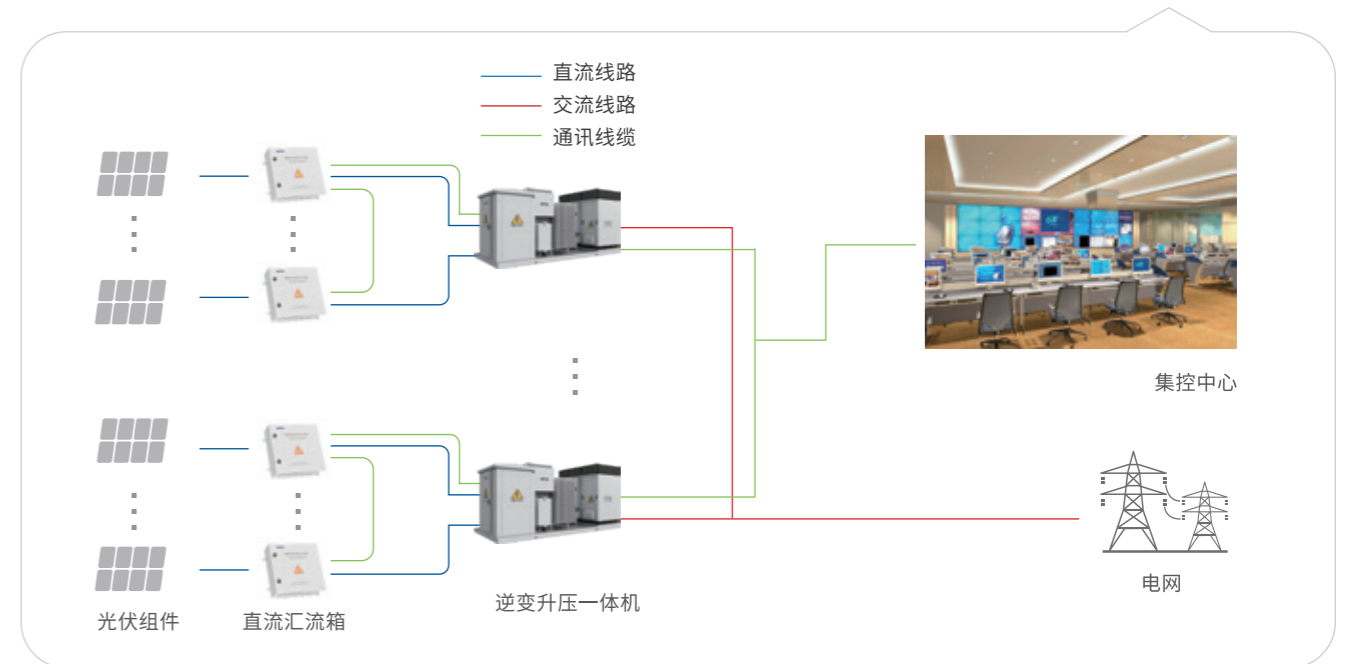 直流线路
交流线路
通讯线缆
集控中心
电网
逆变升压一体机
光伏组件
直流汇流箱